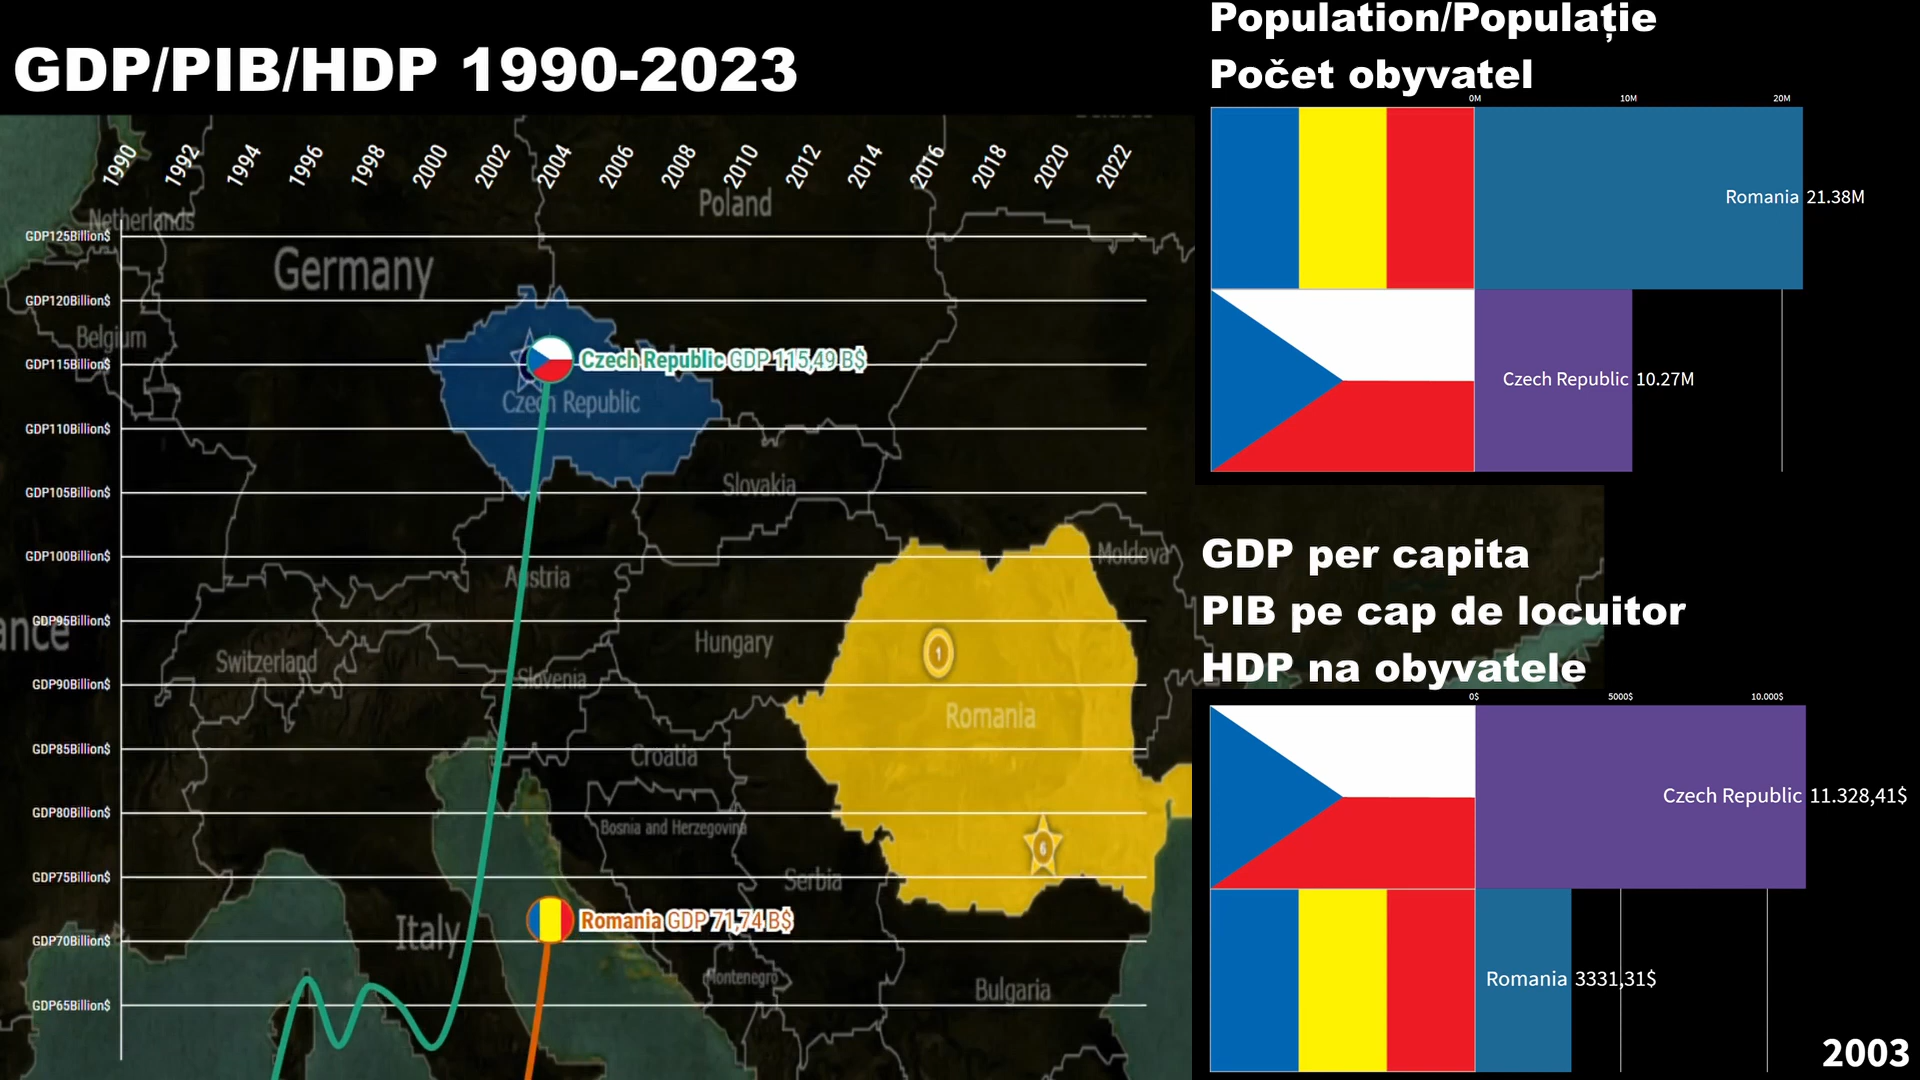 GDP/PIB/HDP 1990-2023
Population/Populație
Počet obyvatel
0M 10M 20M
Romania 21.38M
Czech Republic 10.27M
1990 1992 1994 1996 1998 2000 2002 2004 2006 2008 2010 2012 2014 2016 2018 2020 2022
Netherlands
Poland
GDP125Billion$
Germany
GDP120Billion$
Belgium
GDP115Billion$
Czech Republic GDP 115,49 B$
Czech Republic
GDP110Billion$
Slovakia
GDP105Billion$
GDP100Billion$
Moldova
Austria
GDP95Billion$
ance
Hungary
1
Switzerland
Slovenia
GDP90Billion$
Romania
GDP85Billion$
Croatia
GDP80Billion$
Bosnia and Herzegovina
6
GDP75Billion$
Serbia
Romania GDP 71,74 B$
Italy
GDP70Billion$
Montenegro
Bulgaria
GDP65Billion$
GDP per capita
PIB pe cap de locuitor
HDP na obyvatele
0$ 5000$ 10.000$
Czech Republic 11.328,41$
Romania 3331,31$
2003